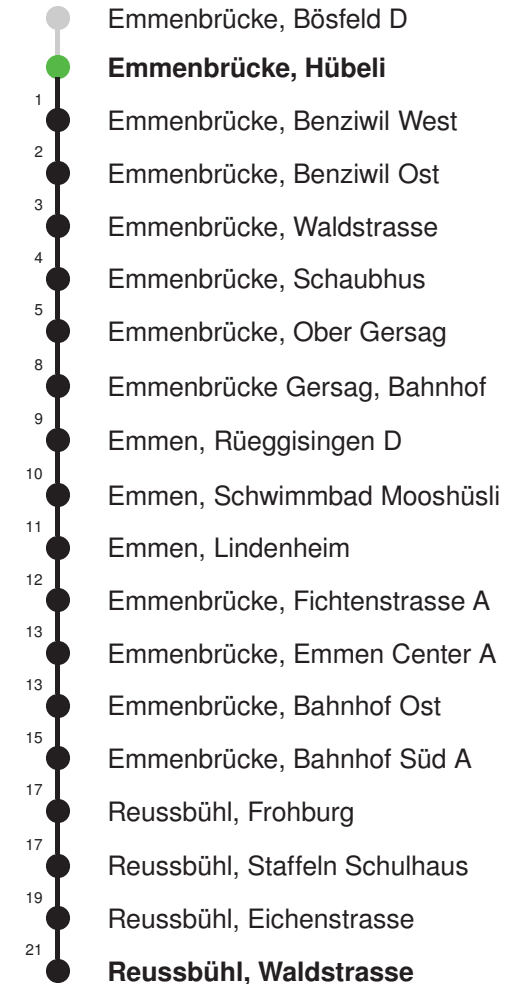 Emmenbrücke, Bösfeld D
Emmenbrücke, Hübeli
1 Emmenbrücke, Benziwil West
2 Emmenbrücke, Benziwil Ost
3 Emmenbrücke, Waldstrasse
4 Emmenbrücke, Schaubhus
5 Emmenbrücke, Ober Gersag
8 Emmenbrücke Gersag, Bahnhof
9 Emmen, Rüeggisingen D
10 Emmen, Schwimmbad Mooshüsli
11 Emmen, Lindenheim
12 Emmenbrücke, Fichtenstrasse A
13 Emmenbrücke, Emmen Center A
13 Emmenbrücke, Bahnhof Ost
15 Emmenbrücke, Bahnhof Süd A
17 Reussbühl, Frohburg
17 Reussbühl, Staffeln Schulhaus
19 Reussbühl, Eichenstrasse
21 Reussbühl, Waldstrasse